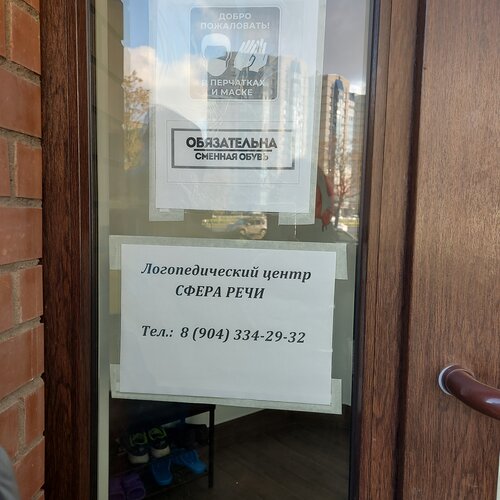 ДОБРО
ПОЖАЛОВАТЬ!
В ПЕРЧАТКАХ
И МАСКЕ
ОБЯЗАТЕЛЬНА
СМЕННАЯ ОБУВЬ
Логопедический центр
СФЕРА РЕЧИ
Тел.: 8 (904) 334-29-32